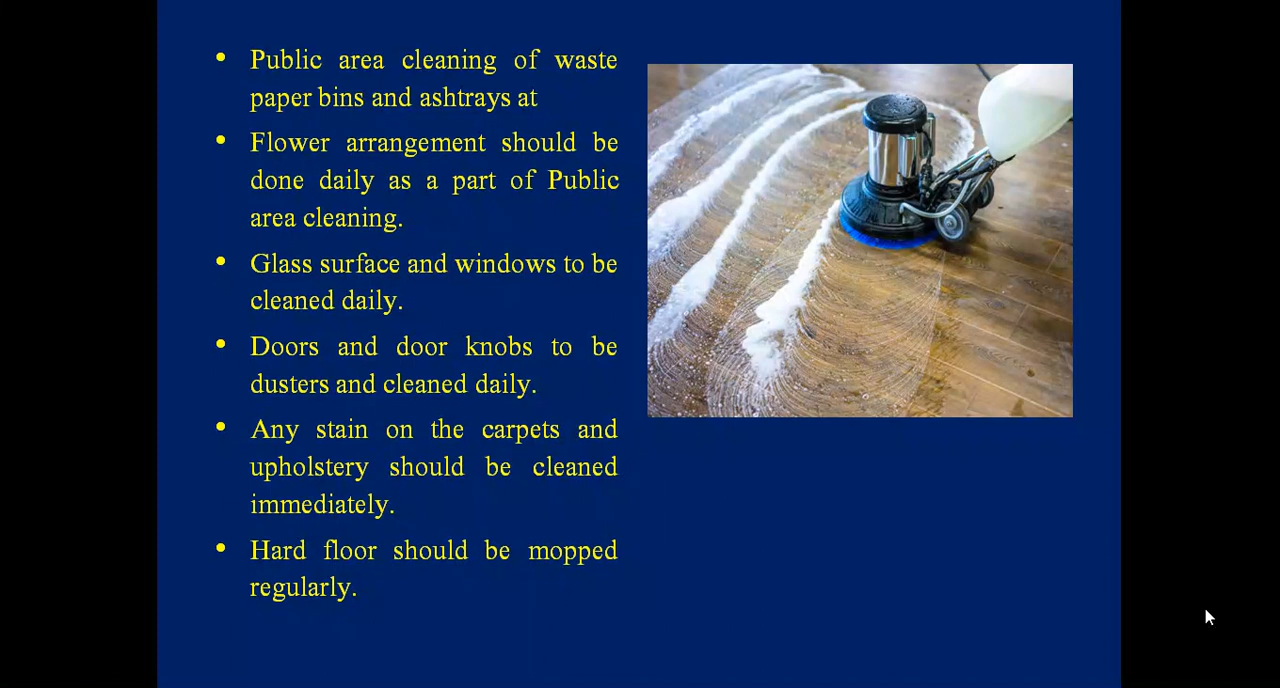 • Public area cleaning of waste
paper bins and ashtrays at
• Flower arrangement should be
done daily as a part of Public
area cleaning.
• Glass surface and windows to be
cleaned daily.
• Doors and door knobs to be
dusters and cleaned daily.
• Any stain on the carpets and
upholstery should be cleaned
immediately.
• Hard floor should be mopped
regularly.